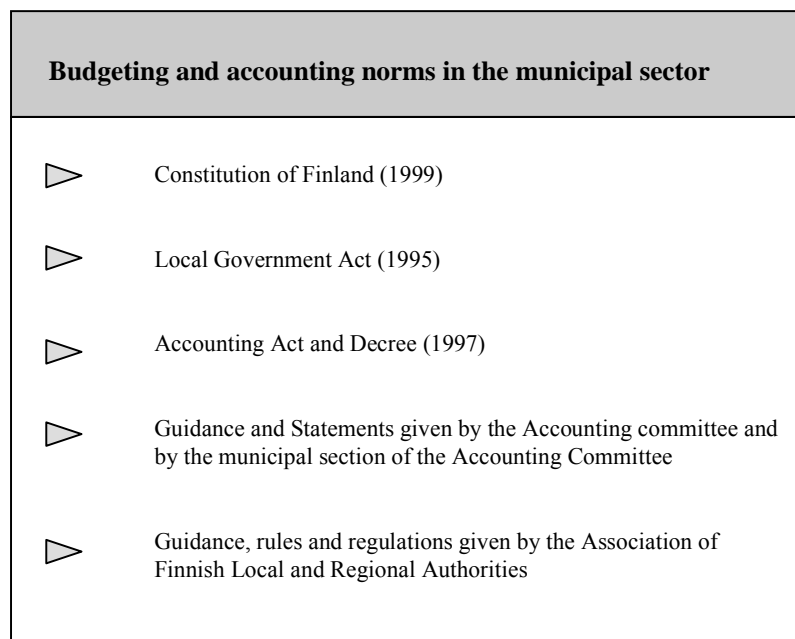 Budgeting and accounting norms in the municipal sector
Constitution of Finland (1999)
Local Government Act (1995)
Accounting Act and Decree (1997)
Guidance and Statements given by the Accounting committee and
by the municipal section of the Accounting Committee
Guidance, rules and regulations given by the Association of
Finnish Local and Regional Authorities